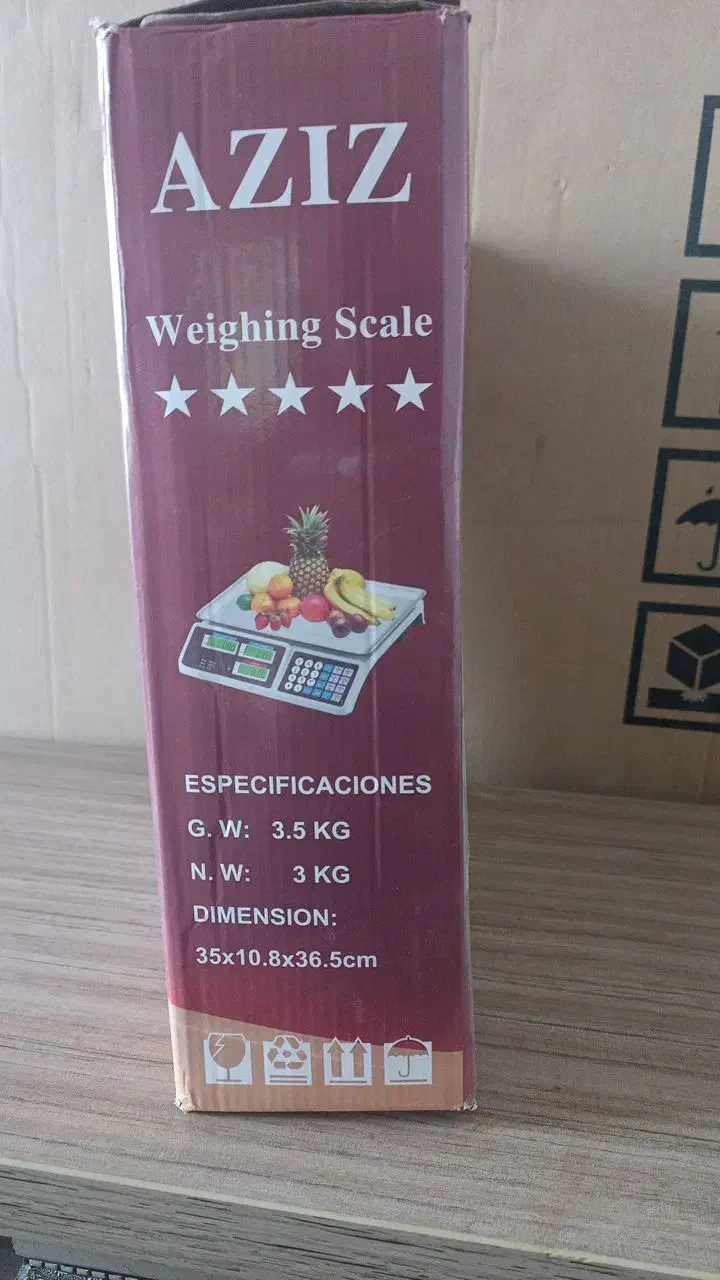 AZIZ
Weighing Scale
ESPECIFICACIONES
G. W: 3.5 KG
N. W: 3 KG
DIMENSION:
35x10.8x36.5cm